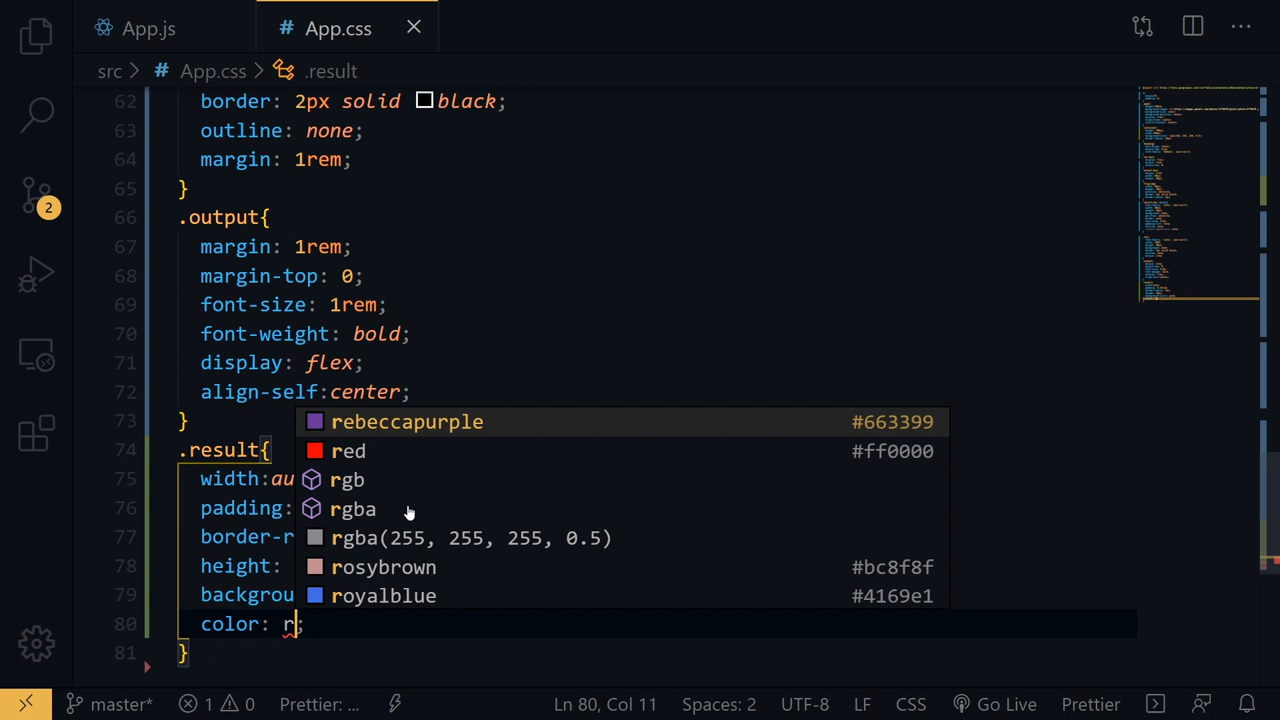 App.js
# App.css
src > # App.css > .result
62 border: 2px solid black;
63 outline: none;
64 margin: 1rem;
65 }
66 .output{
67 margin: 1rem;
68 margin-top: 0;
69 font-size: 1rem;
70 font-weight: bold;
71 display: flex;
72 align-self:center;
73 }
rebeccapurple #663399
74 .result{
red #ff0000
75 width:au
rgb
76 padding:
rgba
77 border-r
rgba(255, 255, 255, 0.5)
78 height:
rosybrown #bc8f8f
79 backgrou
royalblue #4169e1
80 color: r;
81 }
2
master* 1 0 Prettier: ... Ln 80, Col 11 Spaces: 2 UTF-8 LF CSS Go Live Prettier